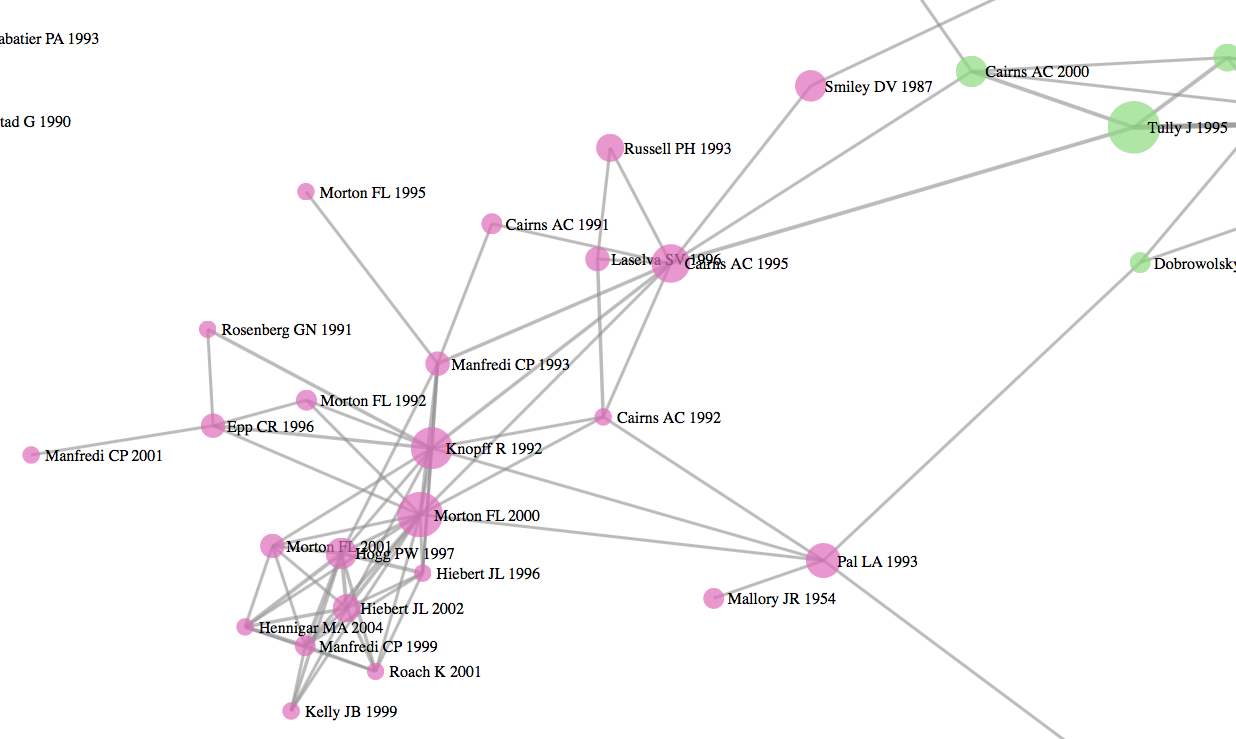 abatier PA 1993
Cairns AC 2000
Smiley DV 1987
tad G 1990
Tully J 1995
Russell PH 1993
Morton FL 1995
Cairns AC 1991
Laselva SV 1996
Cairns AC 1995
Dobrowolsky
Rosenberg GN 1991
Manfredi CP 1993
Morton FL 1992
Cairns AC 1992
Epp CR 1996
Knopff R 1992
Manfredi CP 2001
Morton FL 2000
Morton FL 2001
Hogg PW 1997
Pal LA 1993
Hiebert JL 1996
Mallory JR 1954
Hiebert JL 2002
Hennigar MA 2004
Manfredi CP 1999
Roach K 2001
Kelly JB 1999